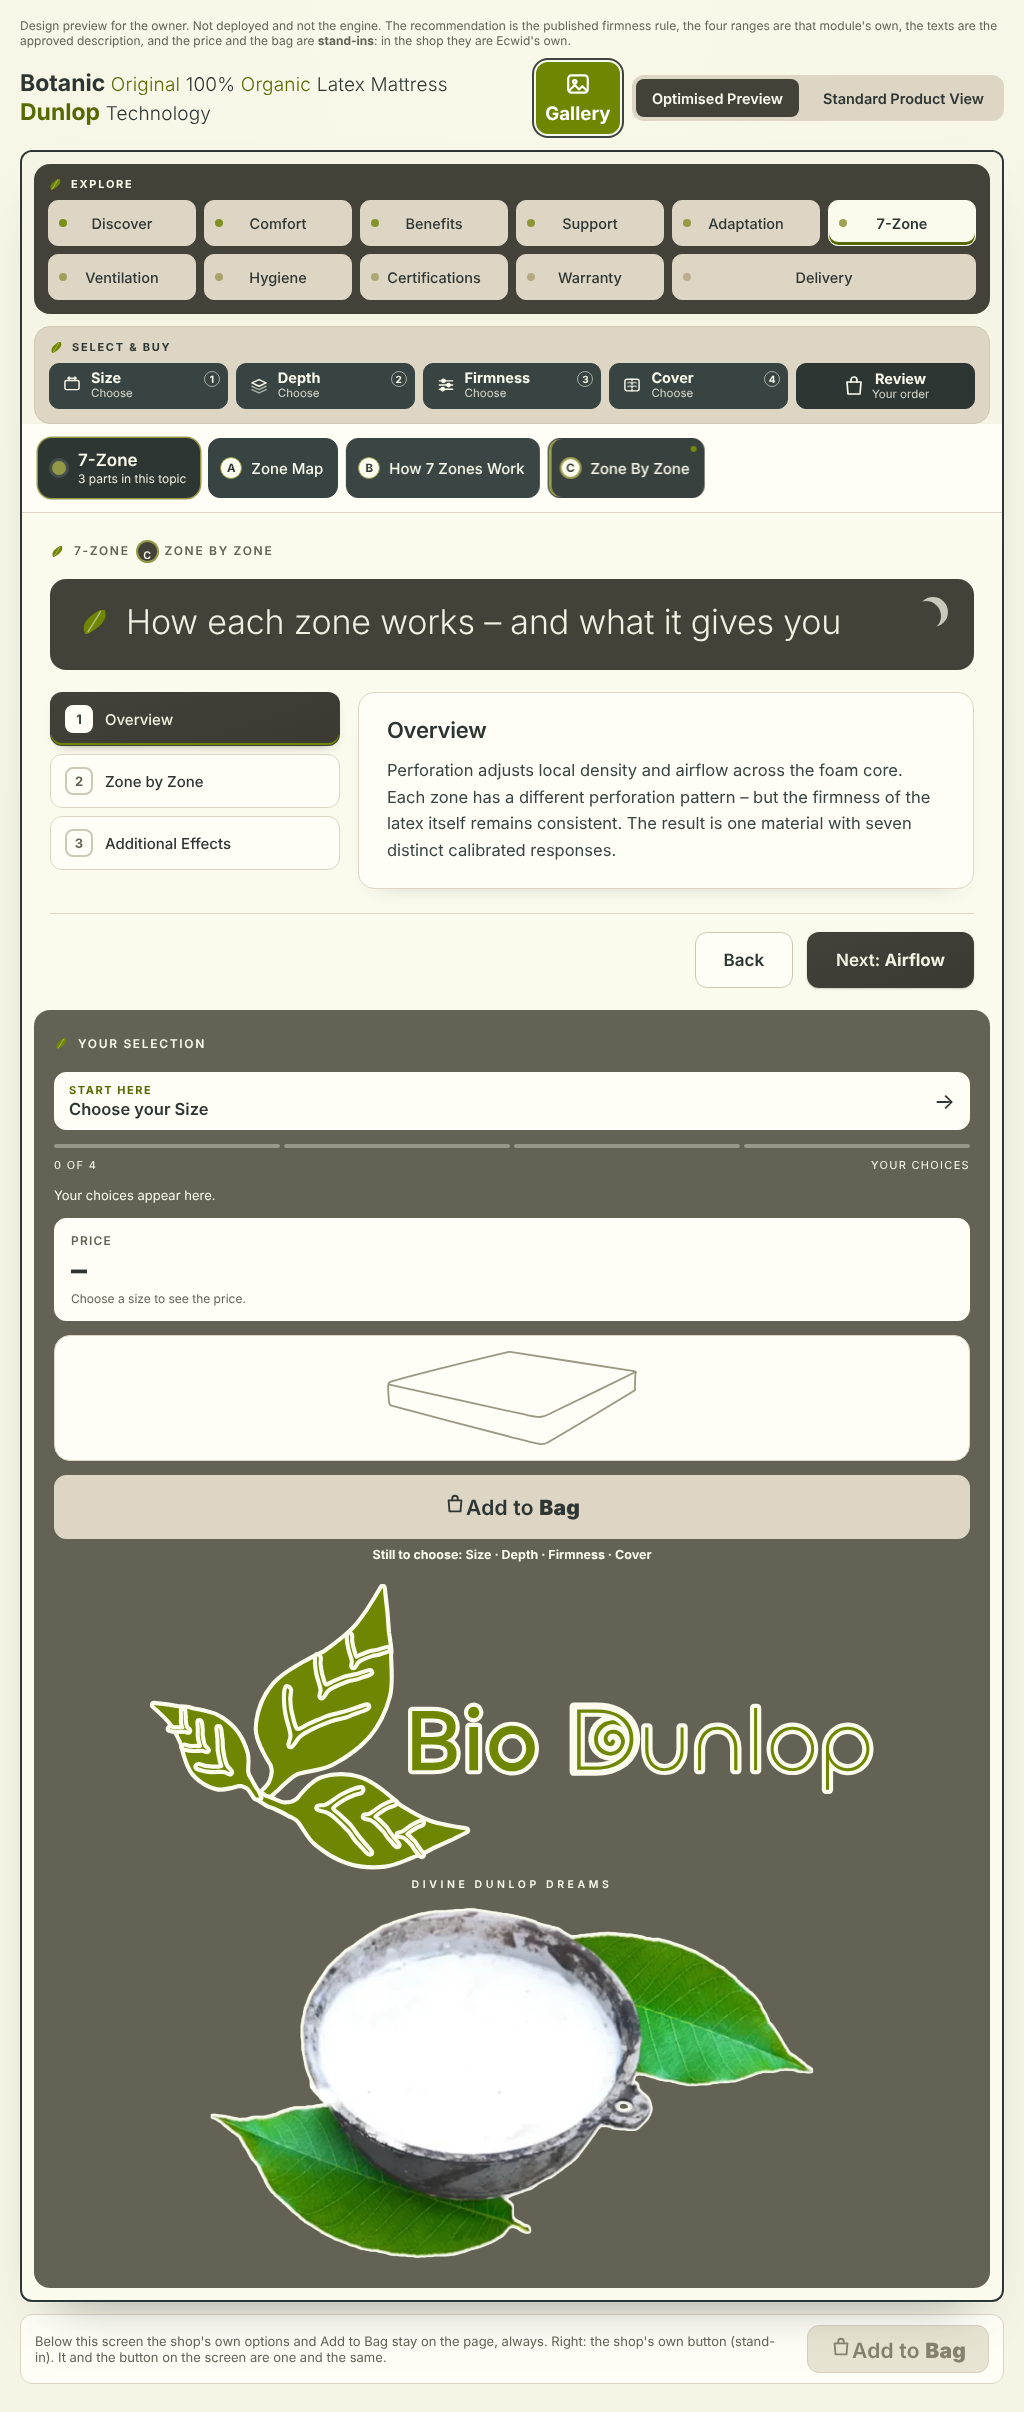 Design preview for the owner. Not deployed and not the engine. The recommendation is the published firmness rule, the four ranges are that module's own, the texts are the
approved description, and the price and the bag are stand-ins: in the shop they are Ecwid's own.
Botanic Original 100% Organic Latex Mattress
Dunlop Technology
Gallery
Optimised Preview
Standard Product View
EXPLORE
Discover
Comfort
Benefits
Support
Adaptation
7-Zone
Ventilation
Hygiene
Certifications
Warranty
Delivery
SELECT & BUY
Size
Choose
1
Depth
Choose
2
Firmness
Choose
3
Cover
Choose
4
Review
Your order
7-Zone
3 parts in this topic
A Zone Map
B How 7 Zones Work
C Zone By Zone
7-ZONE C ZONE BY ZONE
How each zone works – and what it gives you
1 Overview
2 Zone by Zone
3 Additional Effects
Overview
Perforation adjusts local density and airflow across the foam core.
Each zone has a different perforation pattern – but the firmness of the
latex itself remains consistent. The result is one material with seven
distinct calibrated responses.
Back
Next: Airflow
YOUR SELECTION
START HERE
Choose your Size
0 OF 4
YOUR CHOICES
Your choices appear here.
PRICE
–
Choose a size to see the price.
Add to Bag
Still to choose: Size · Depth · Firmness · Cover
Bio Dunlop
DIVINE DUNLOP DREAMS
Below this screen the shop's own options and Add to Bag stay on the page, always. Right: the shop's own button (stand-
in). It and the button on the screen are one and the same.
Add to Bag